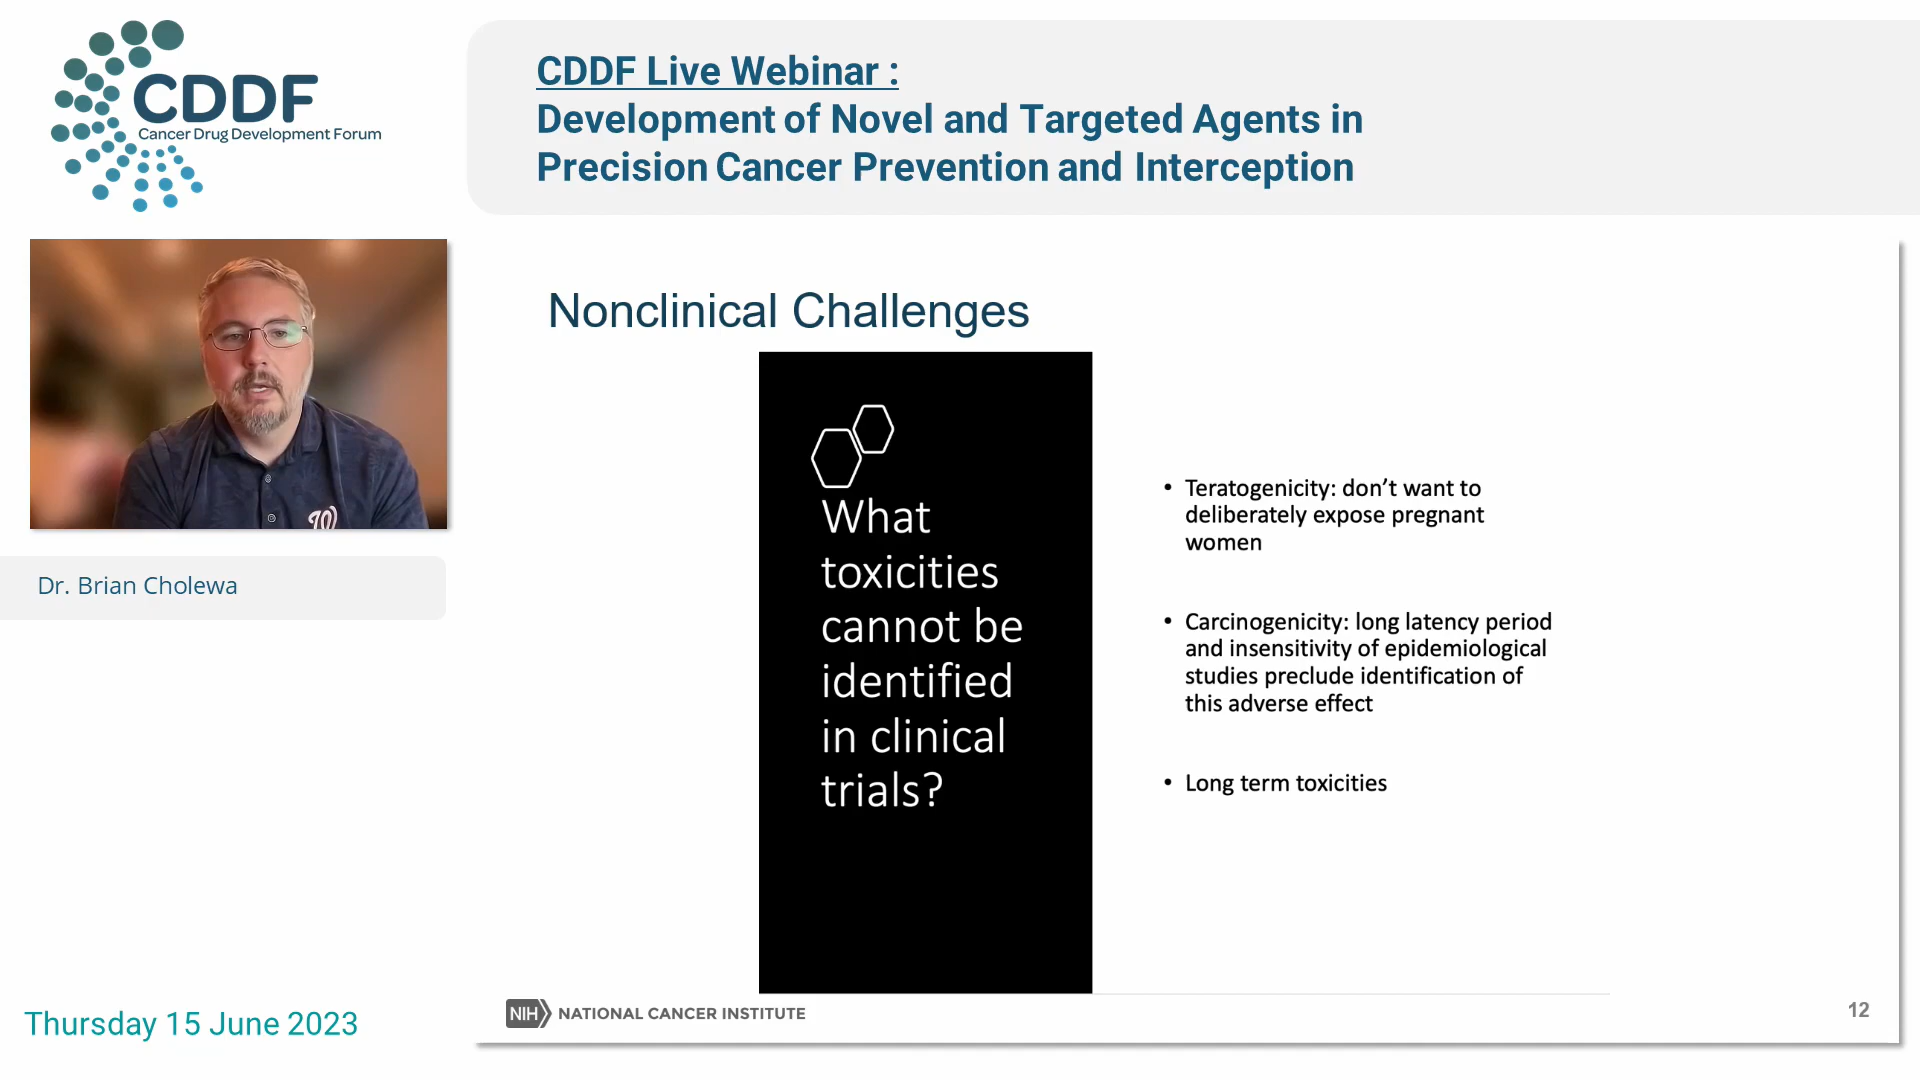 CDDF
Cancer Drug Development Forum
CDDF Live Webinar :
Development of Novel and Targeted Agents in
Precision Cancer Prevention and Interception
W
Dr. Brian Cholewa
Thursday 15 June 2023
Nonclinical Challenges
What
toxicities
cannot be
identified
in clinical
trials?
• Teratogenicity: don’t want to
deliberately expose pregnant
women
• Carcinogenicity: long latency period
and insensitivity of epidemiological
studies preclude identification of
this adverse effect
• Long term toxicities
NIH NATIONAL CANCER INSTITUTE
12